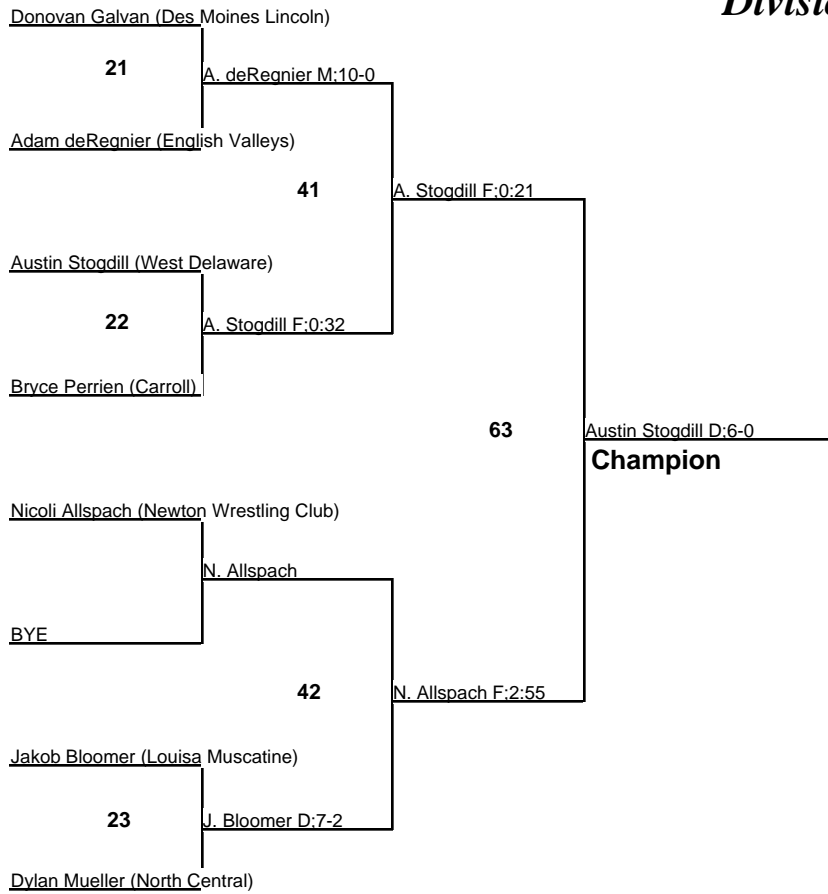 Donovan Galvan (Des Moines Lincoln)
21
A. deRegnier M;10-0
Adam deRegnier (English Valleys)
41
A. Stogdill F;0:21
Austin Stogdill (West Delaware)
22
A. Stogdill F;0:32
Bryce Perrien (Carroll)
63
Austin Stogdill D;6-0
Champion
Nicoli Allspach (Newton Wrestling Club)
N. Allspach
BYE
42
N. Allspach F;2:55
Jakob Bloomer (Louisa Muscatine)
23
J. Bloomer D;7-2
Dylan Mueller (North Central)